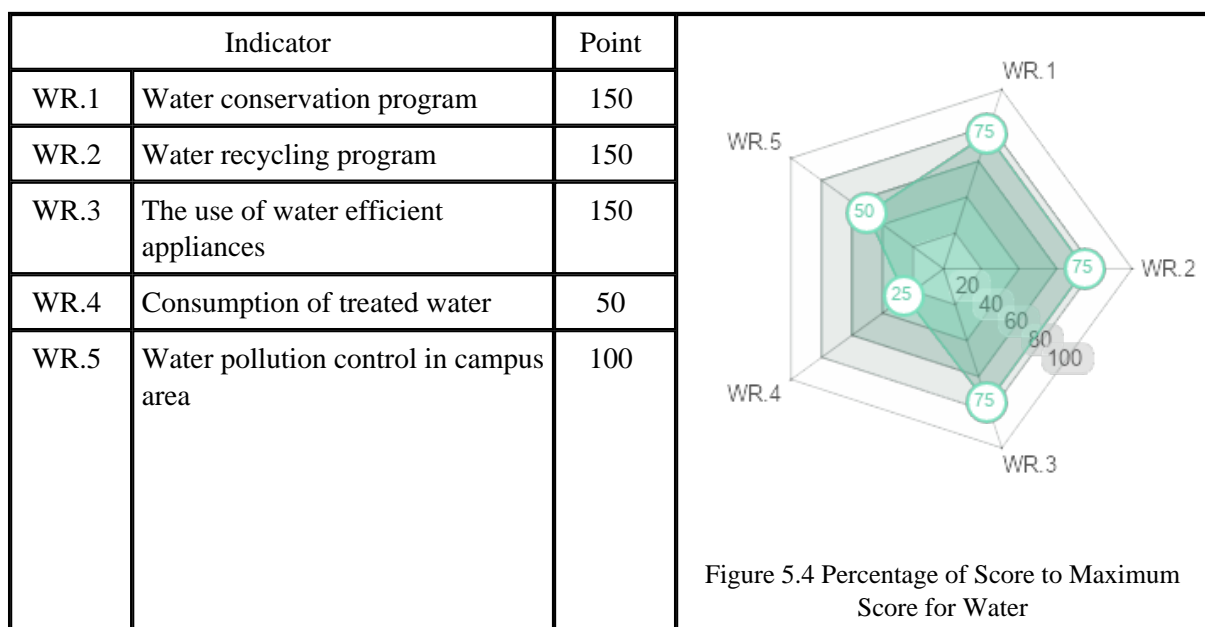 Indicator Point
WR.1 Water conservation program 150
WR.2 Water recycling program 150
WR.3 The use of water efficient 150
appliances
WR.4 Consumption of treated water 50
WR.5 Water pollution control in campus 100
area
WR.1
75
WR.5
50
75
WR.2
25
20
40
60
80
100
75
WR.4
WR.3
Figure 5.4 Percentage of Score to Maximum
Score for Water